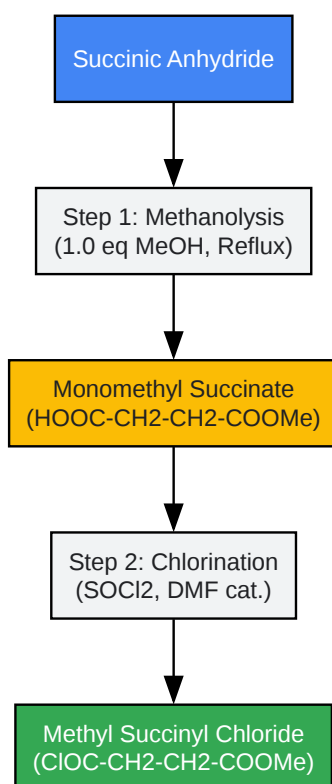 Succinic Anhydride
Step 1: Methanolysis
(1.0 eq MeOH, Reflux)
Monomethyl Succinate
(HOOC-CH2-CH2-COOMe)
Step 2: Chlorination
(SOCl2, DMF cat.)
Methyl Succinyl Chloride
(ClOC-CH2-CH2-COOMe)